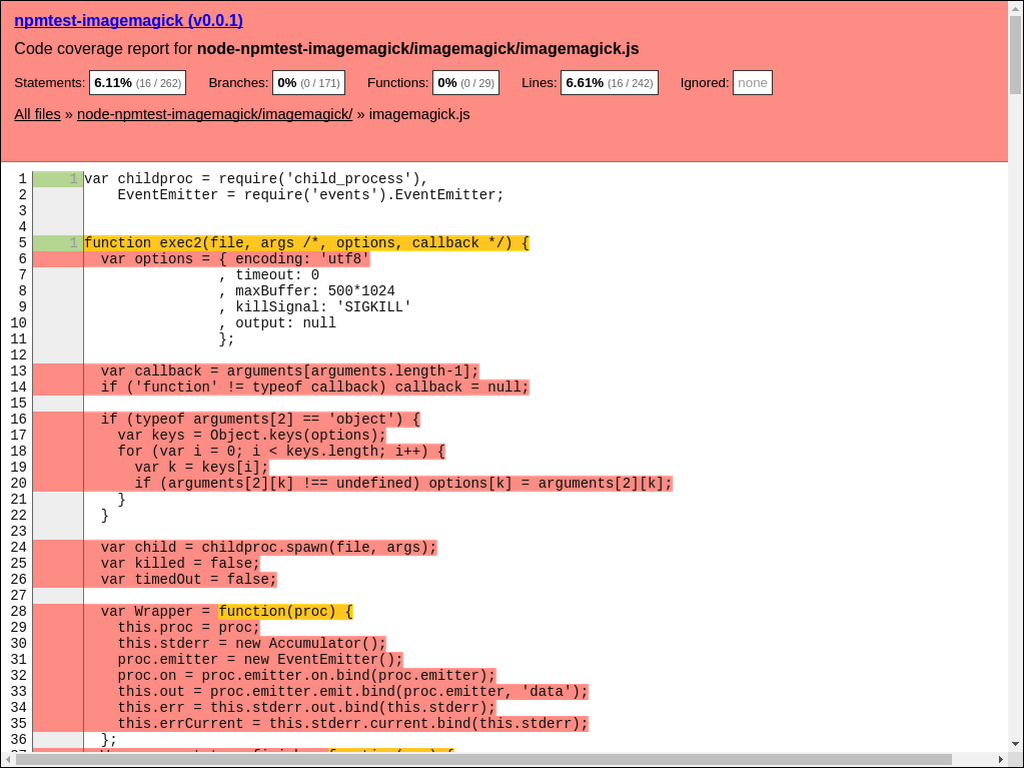 npmtest-imagemagick (v0.0.1)
Code coverage report for node-npmtest-imagemagick/imagemagick/imagemagick.js
Statements: 6.11% (16 / 262) Branches: 0% (0 / 171) Functions: 0% (0 / 29) Lines: 6.61% (16 / 242) Ignored: none
All files » node-npmtest-imagemagick/imagemagick/ » imagemagick.js
1 1 var childproc = require('child_process'),
2 EventEmitter = require('events').EventEmitter;
3
4
5 1 function exec2(file, args /*, options, callback */) {
6 var options = { encoding: 'utf8'
7 , timeout: 0
8 , maxBuffer: 500*1024
9 , killSignal: 'SIGKILL'
10 , output: null
11 };
12
13 var callback = arguments[arguments.length-1];
14 if ('function' != typeof callback) callback = null;
15
16 if (typeof arguments[2] == 'object') {
17 var keys = Object.keys(options);
18 for (var i = 0; i < keys.length; i++) {
19 var k = keys[i];
20 if (arguments[2][k] !== undefined) options[k] = arguments[2][k];
21 }
22 }
23
24 var child = childproc.spawn(file, args);
25 var killed = false;
26 var timedOut = false;
27
28 var Wrapper = function(proc) {
29 this.proc = proc;
30 this.stderr = new Accumulator();
31 proc.emitter = new EventEmitter();
32 proc.on = proc.emitter.on.bind(proc.emitter);
33 this.out = proc.emitter.emit.bind(proc.emitter, 'data');
34 this.err = this.stderr.out.bind(this.stderr);
35 this.errCurrent = this.stderr.current.bind(this.stderr);
36 };